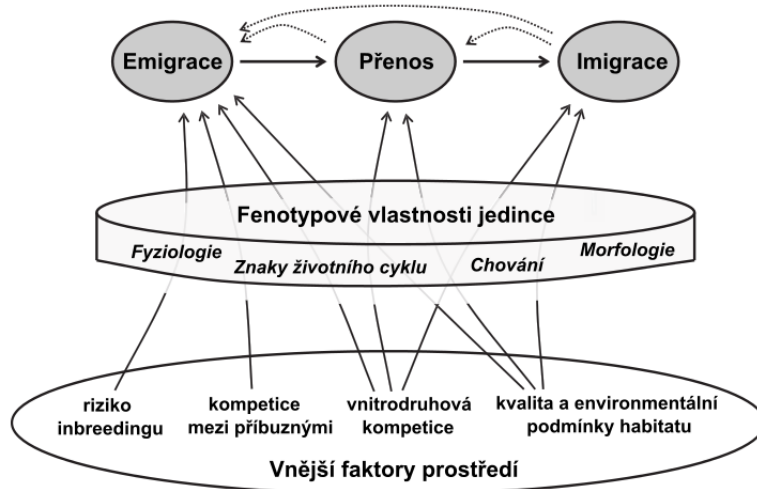 Emigrace
Přenos
Imigrace
Fenotypové vlastnosti jedince
Fyziologie
Znaky životního cyklu
Chování
Morfologie
riziko
inbreedingu
kompetice
mezi příbuznými
vnitrodruhová
kompetice
kvalita a environmentální
podmínky habitatu
Vnější faktory prostředí